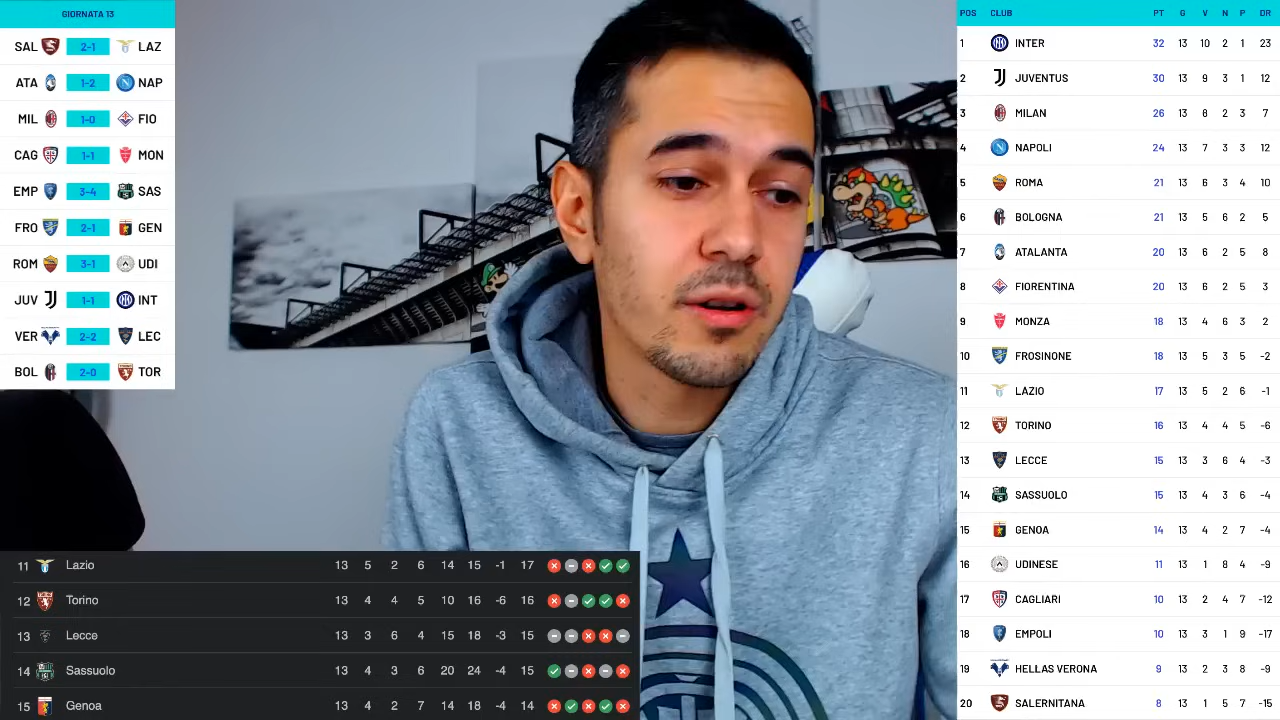 GIORNATA 13
SAL 2-1 LAZ
ATA 1-2 NAP
MIL 1-0 FIO
CAG 1-1 MON
EMP 3-4 SAS
FRO 2-1 GEN
ROM 3-1 UDI
JUV 1-1 INT
VER 2-2 LEC
BOL 2-0 TOR
11 Lazio 13 5 2 6 14 15 -1 17
12 Torino 13 4 4 5 10 16 -6 16
13 Lecce 13 3 6 4 15 18 -3 15
14 Sassuolo 13 4 3 6 20 24 -4 15
15 Genoa 13 4 2 7 14 18 -4 14
POS CLUB PT G V N P DR
1 INTER 32 13 10 2 1 23
2 JUVENTUS 30 13 9 3 1 12
3 MILAN 26 13 8 2 3 7
4 NAPOLI 24 13 7 3 3 12
5 ROMA 21 13 6 3 4 10
6 BOLOGNA 21 13 5 6 2 5
7 ATALANTA 20 13 6 2 5 8
8 FIORENTINA 20 13 6 2 5 3
9 MONZA 18 13 4 6 3 2
10 FROSINONE 18 13 5 3 5 -2
11 LAZIO 17 13 5 2 6 -1
12 TORINO 16 13 4 4 5 -6
13 LECCE 15 13 3 6 4 -3
14 SASSUOLO 15 13 4 3 6 -4
15 GENOA 14 13 4 2 7 -4
16 UDINESE 11 13 1 8 4 -9
17 CAGLIARI 10 13 2 4 7 -12
18 EMPOLI 10 13 3 1 9 -17
19 HELLAS VERONA 9 13 2 3 8 -9
20 SALERNITANA 8 13 1 5 7 -15